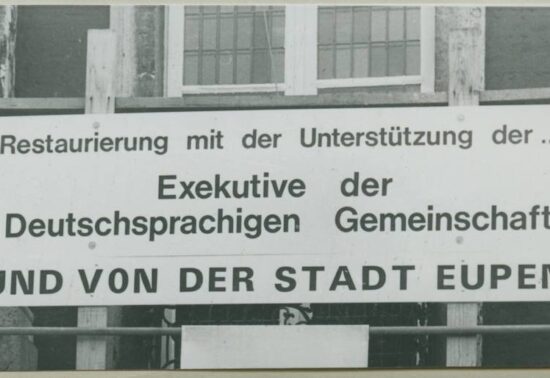 Restaurierung mit der Unterstützung der ..
Exekutive der
Deutschsprachigen Gemeinschaft
UND VON DER STADT EUPEN